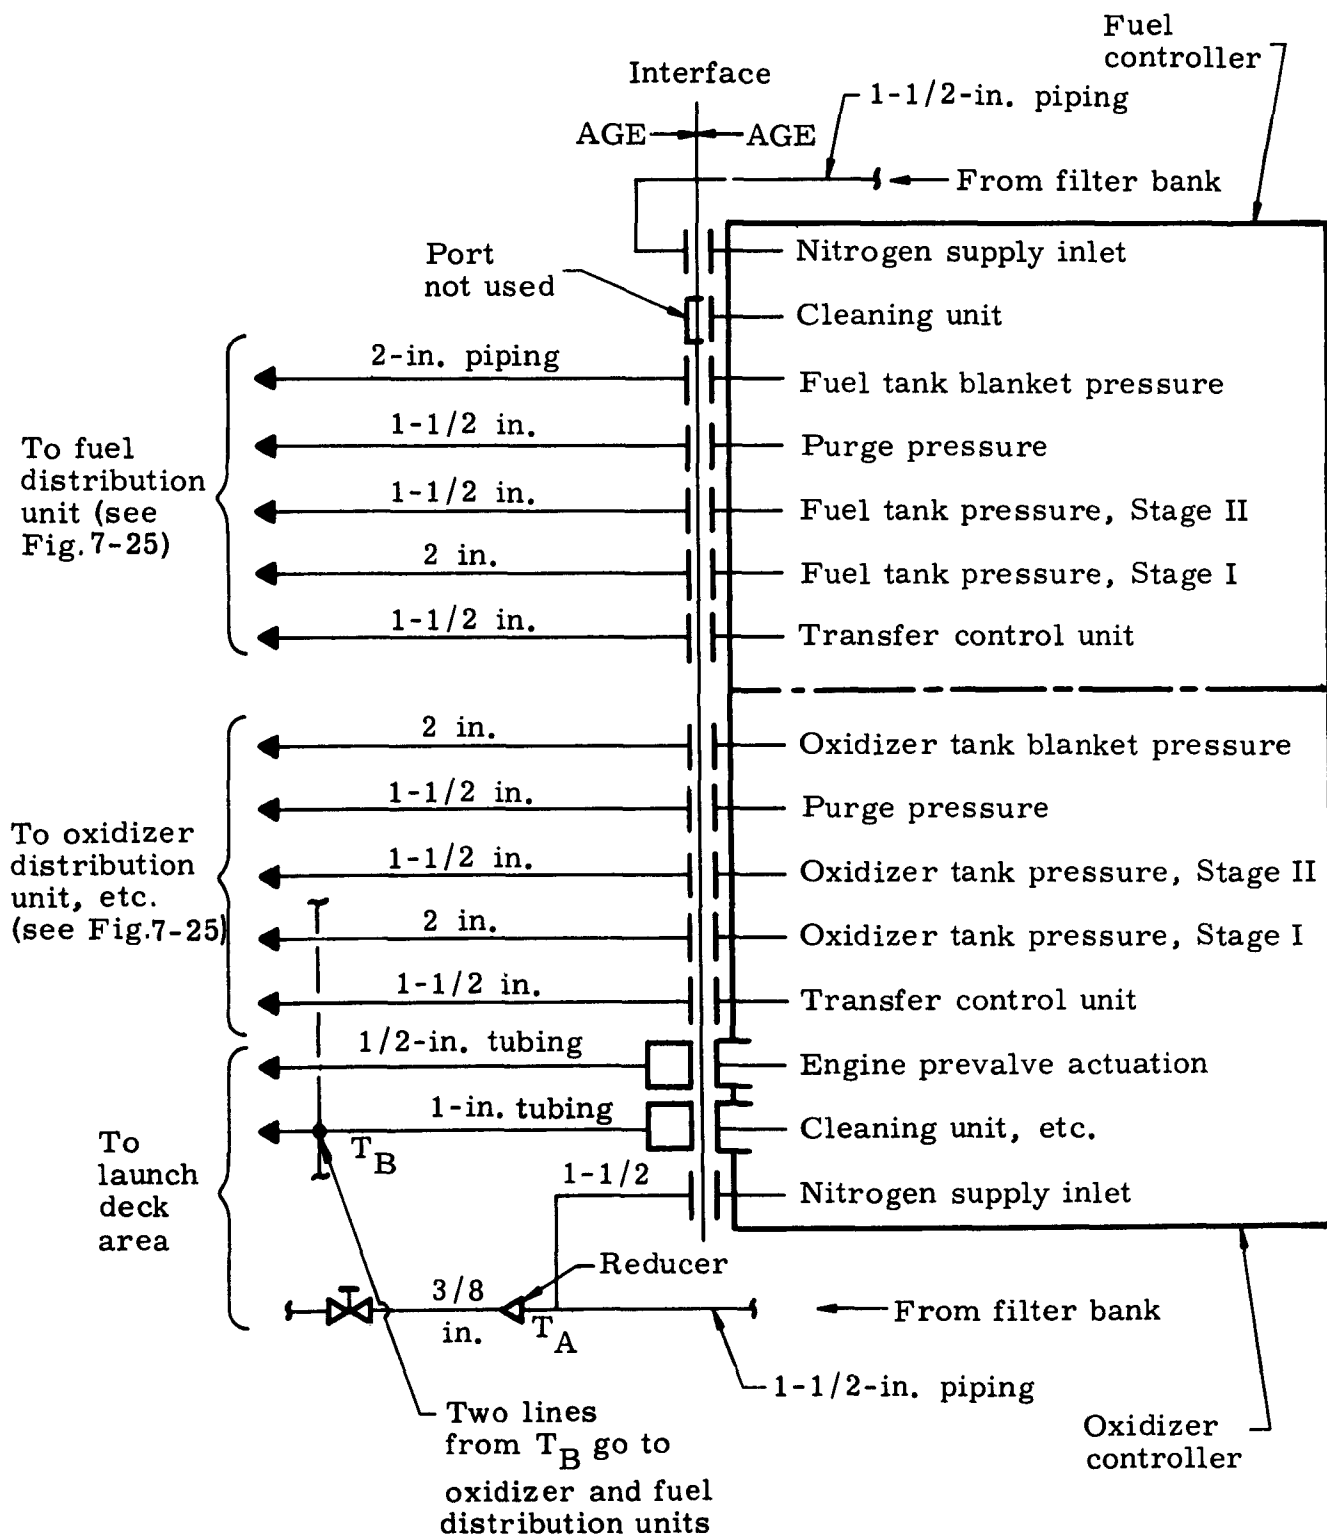 Fuel
controller
Interface
1-1/2-in. piping
AGE
AGE
From filter bank
Nitrogen supply inlet
Port
not used
Cleaning unit
2-in. piping
Fuel tank blanket pressure
1-1/2 in.
Purge pressure
To fuel
distribution
unit (see
Fig.7-25)
1-1/2 in.
Fuel tank pressure, Stage II
2 in.
Fuel tank pressure, Stage I
1-1/2 in.
Transfer control unit
2 in.
Oxidizer tank blanket pressure
1-1/2 in.
Purge pressure
To oxidizer
distribution
unit, etc.
(see Fig.7-25)
1-1/2 in.
Oxidizer tank pressure, Stage II
2 in.
Oxidizer tank pressure, Stage I
1-1/2 in.
Transfer control unit
1/2-in. tubing
Engine prevalve actuation
1-in. tubing
Cleaning unit, etc.
To
launch
deck
area
TB
1-1/2
Nitrogen supply inlet
Reducer
3/8
in.
TA
From filter bank
1-1/2-in. piping
Two lines
from TB go to
oxidizer and fuel
distribution units
Oxidizer
controller